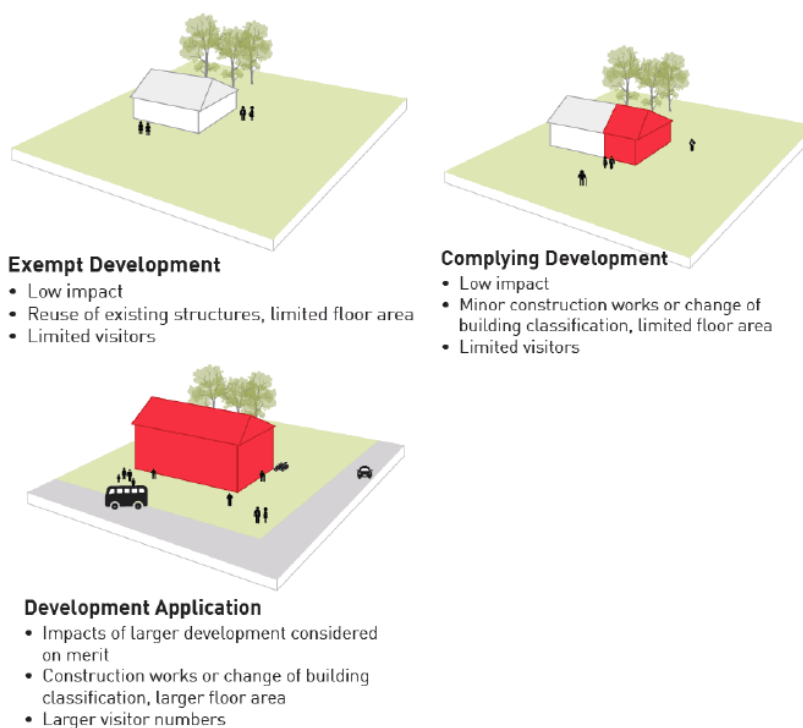 Exempt Development
• Low impact
• Reuse of existing structures, limited floor area
• Limited visitors
Complying Development
• Low impact
• Minor construction works or change of
building classification, limited floor area
• Limited visitors
Development Application
• Impacts of larger development considered
on merit
• Construction works or change of building
classification, larger floor area
• Larger visitor numbers